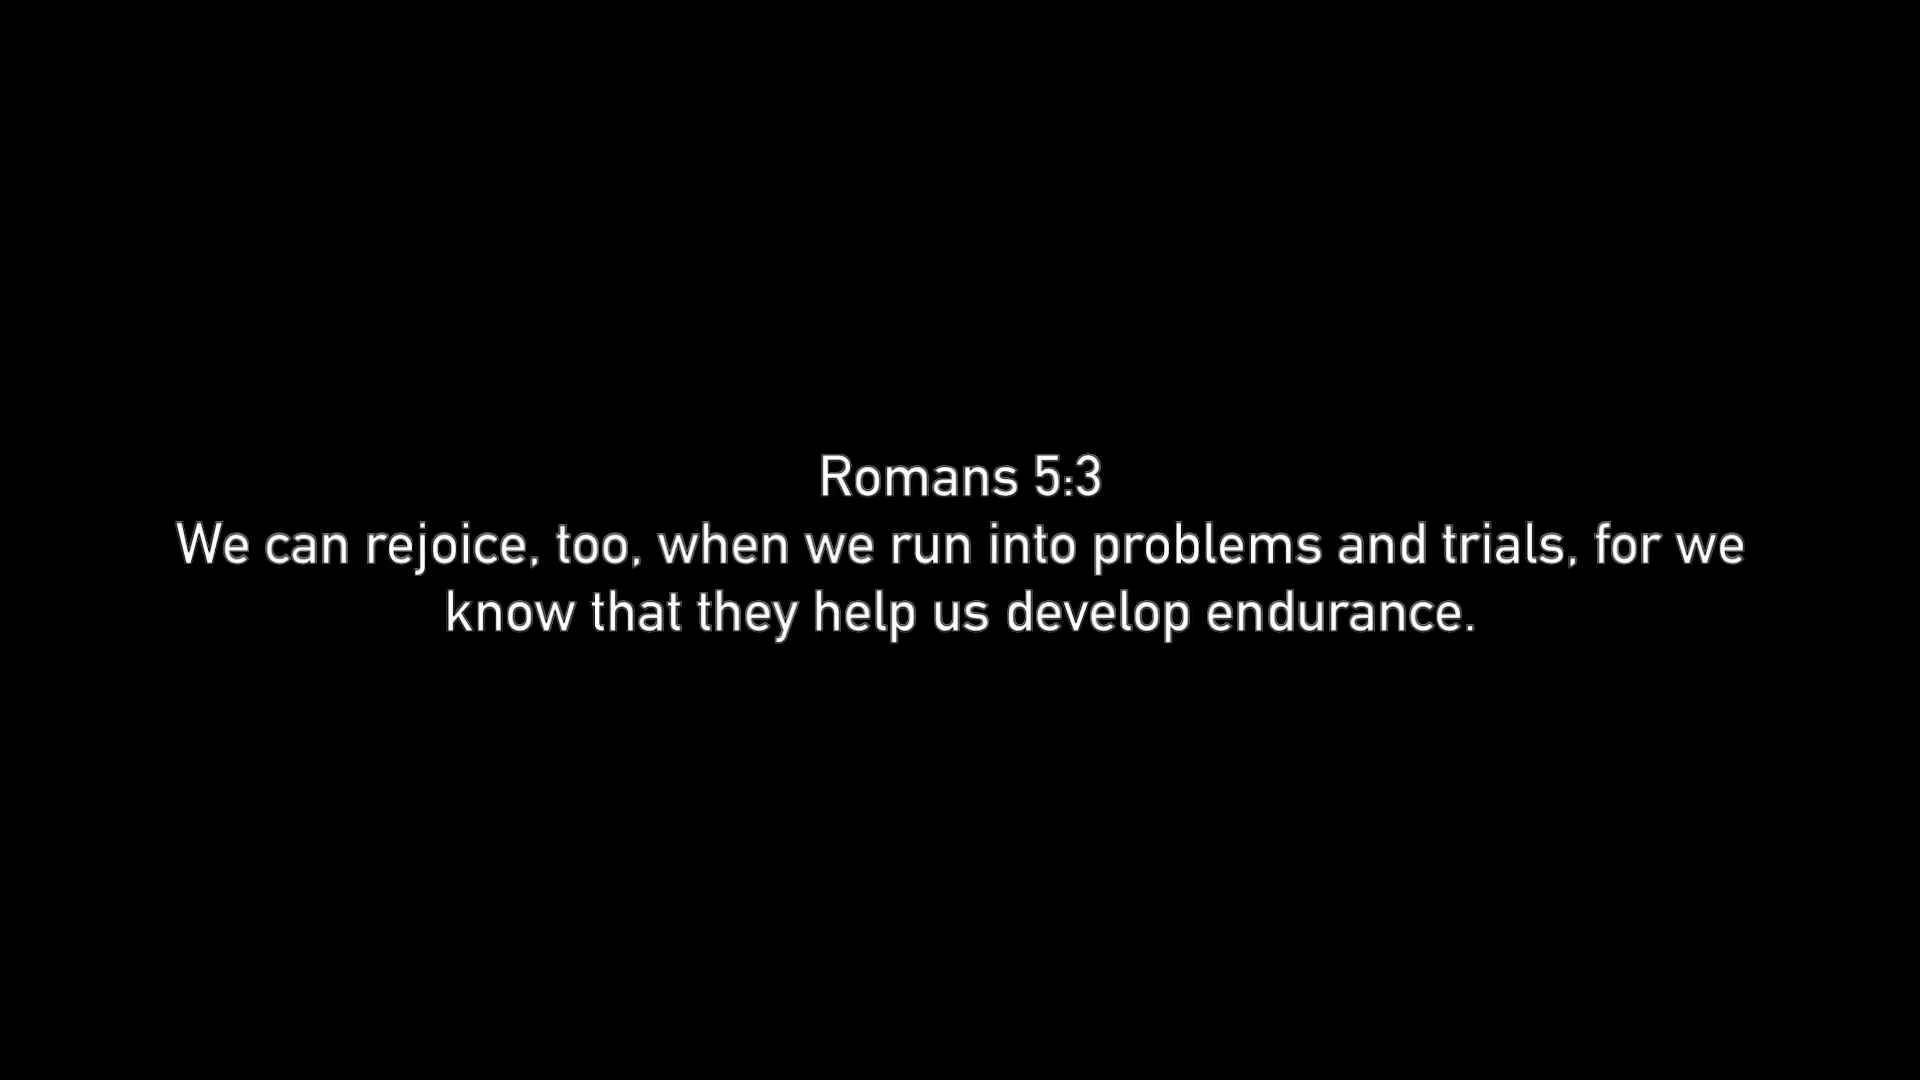 Romans 5:3
We can rejoice, too, when we run into problems and trials, for we
know that they help us develop endurance.